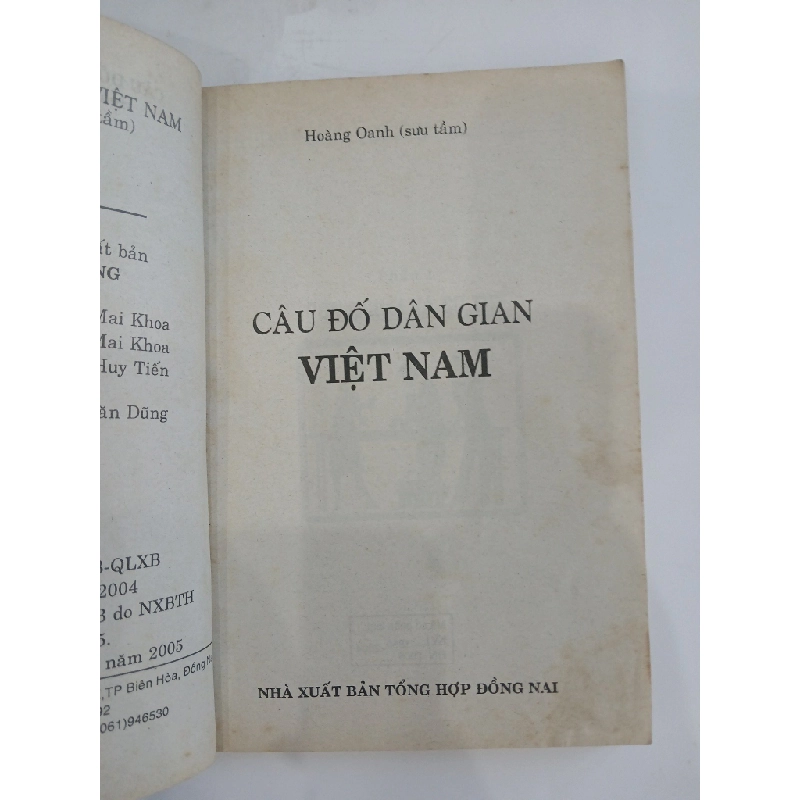 VIỆT NAM
tầm)
ất bản
NG
Mai Khoa
Mai Khoa
Huy Tiến
ăn Dũng
B-QLXB
2004
B do NXBTH
5.
năm 2005
,TP Biên Hòa, Đồng
02
061)946530
Hoàng Oanh (sưu tầm)
CÂU ĐỐ DÂN GIAN
VIỆT NAM
NHÀ XUẤT BẢN TỔNG HỢP ĐỒNG NAI